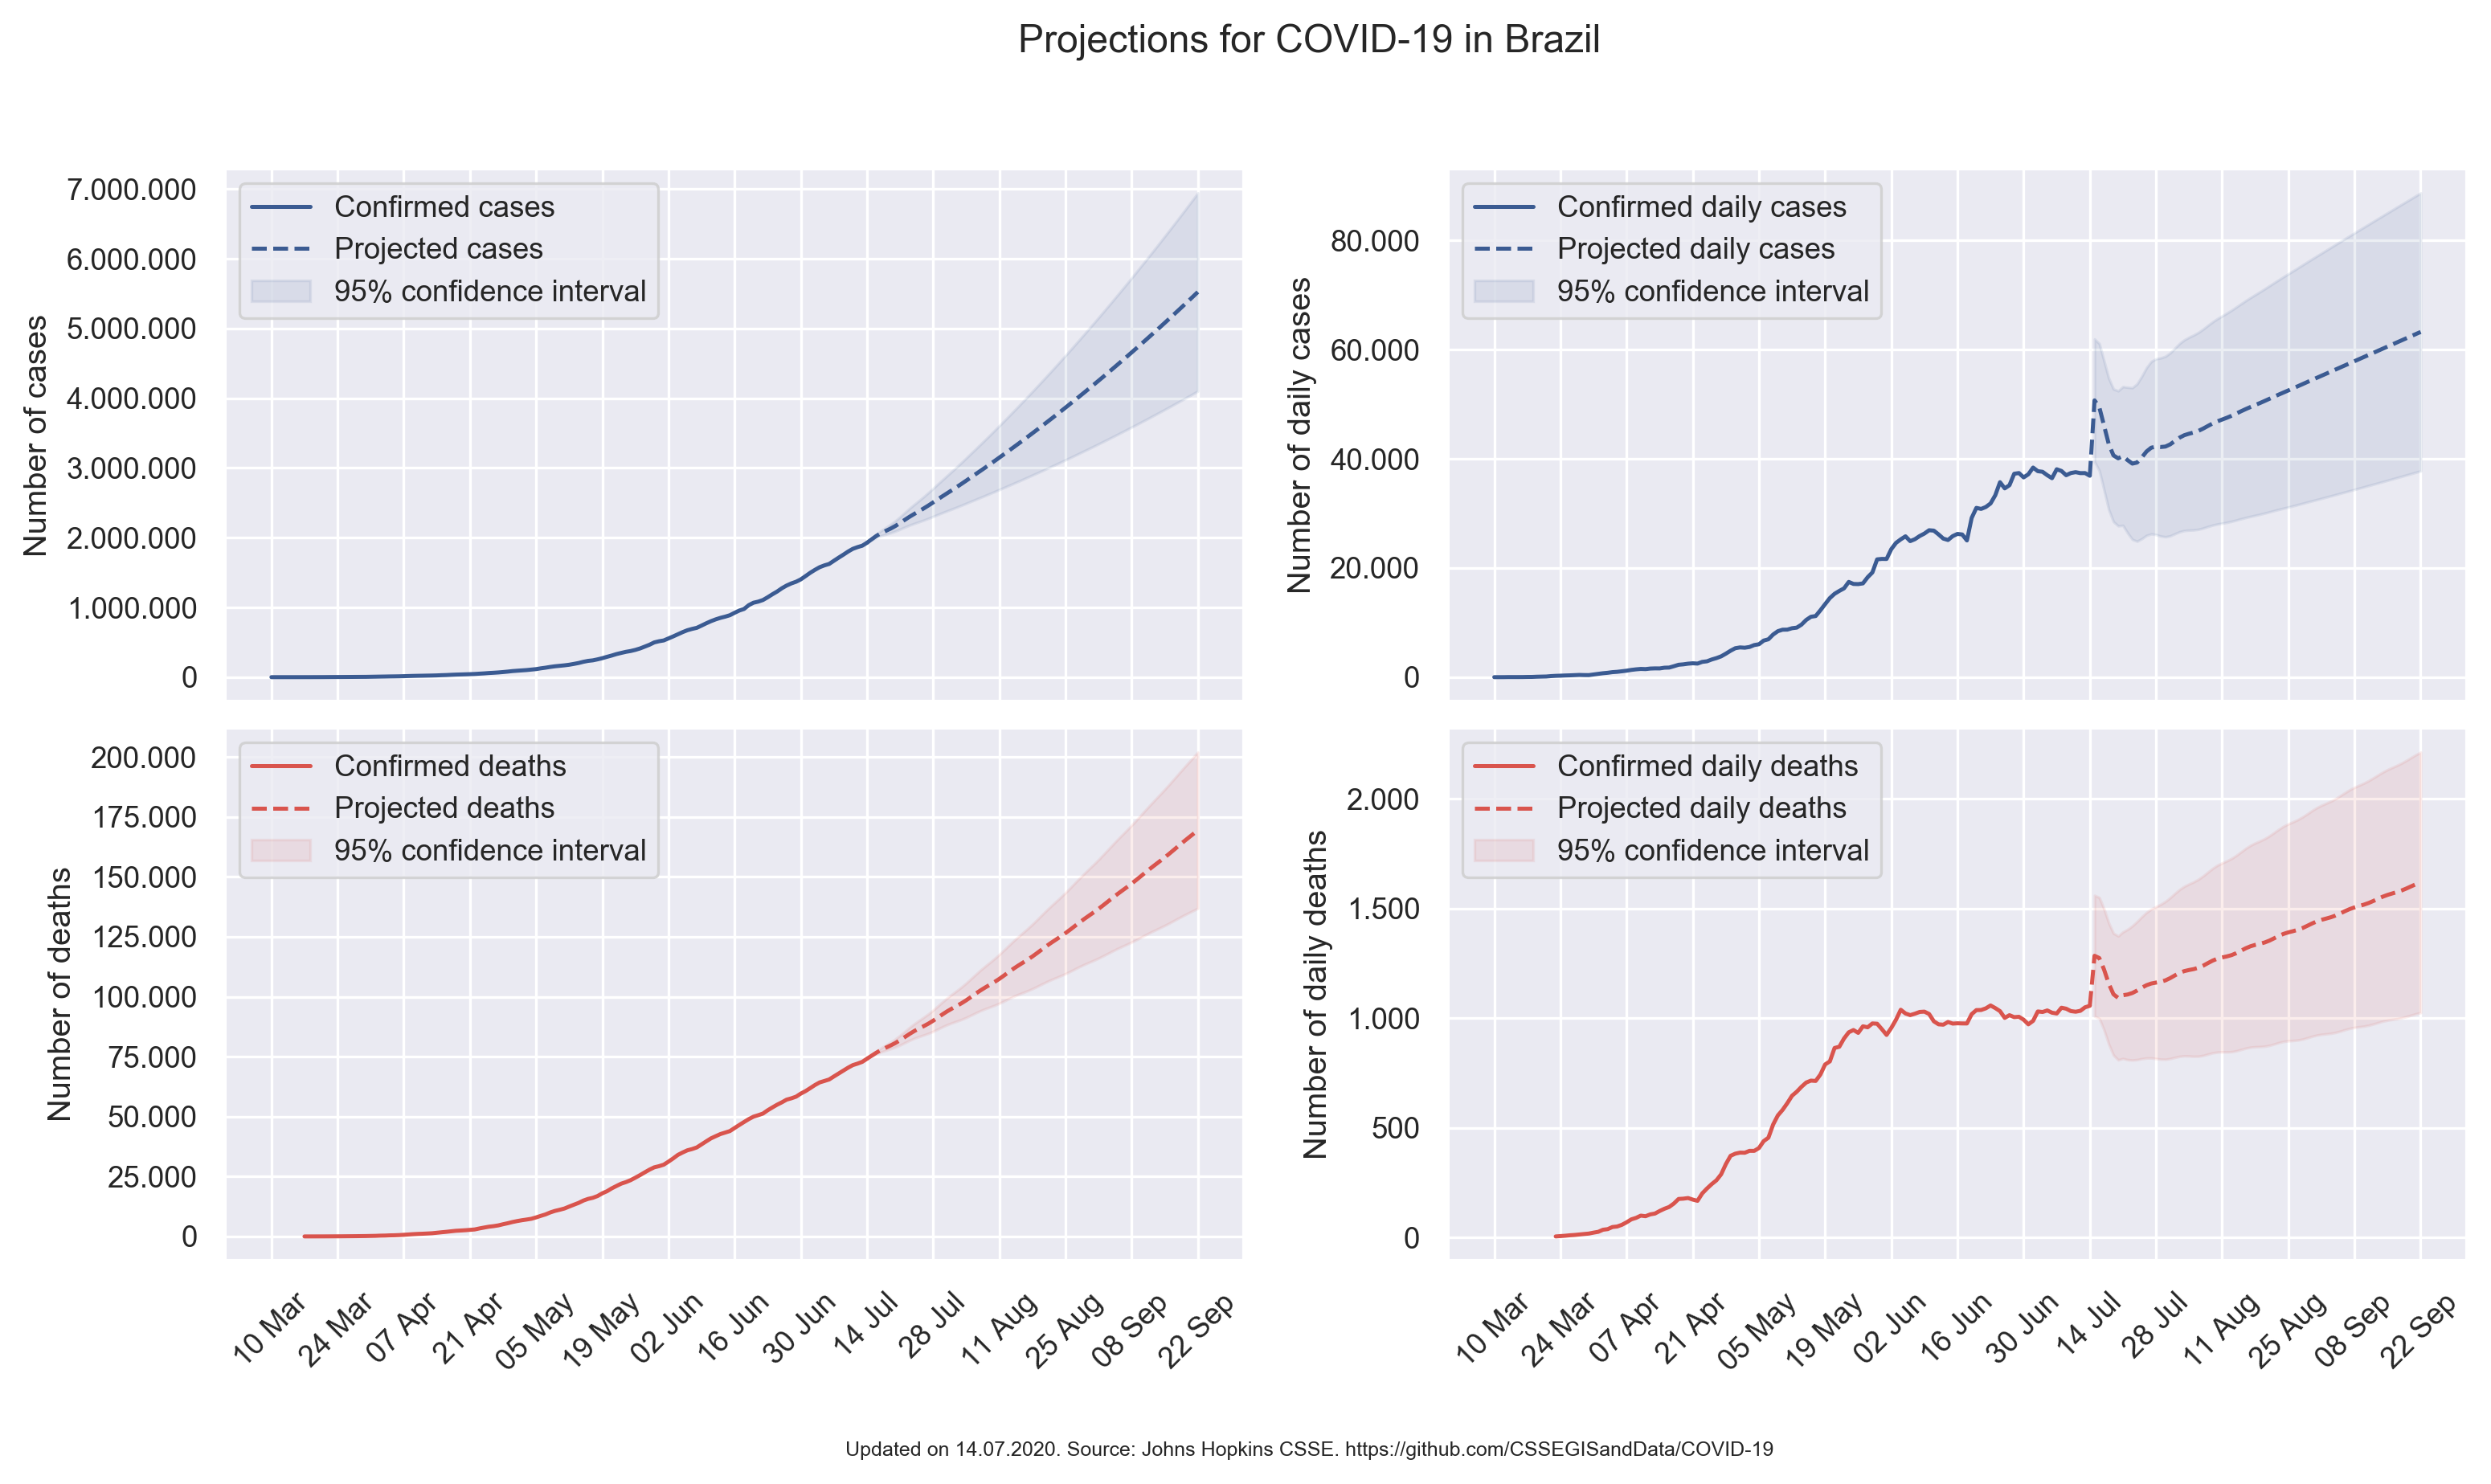 Projections for COVID-19 in Brazil
Number of cases
7.000.000
6.000.000
5.000.000
4.000.000
3.000.000
2.000.000
1.000.000
0
Confirmed cases
Projected cases
95% confidence interval
Number of daily cases
80.000
60.000
40.000
20.000
0
Confirmed daily cases
Projected daily cases
95% confidence interval
Number of deaths
200.000
175.000
150.000
125.000
100.000
75.000
50.000
25.000
0
Confirmed deaths
Projected deaths
95% confidence interval
10 Mar
24 Mar
07 Apr
21 Apr
05 May
19 May
02 Jun
16 Jun
30 Jun
14 Jul
28 Jul
11 Aug
25 Aug
08 Sep
22 Sep
Number of daily deaths
2.000
1.500
1.000
500
0
Confirmed daily deaths
Projected daily deaths
95% confidence interval
10 Mar
24 Mar
07 Apr
21 Apr
05 May
19 May
02 Jun
16 Jun
30 Jun
14 Jul
28 Jul
11 Aug
25 Aug
08 Sep
22 Sep
Updated on 14.07.2020. Source: Johns Hopkins CSSE. https://github.com/CSSEGISandData/COVID-19